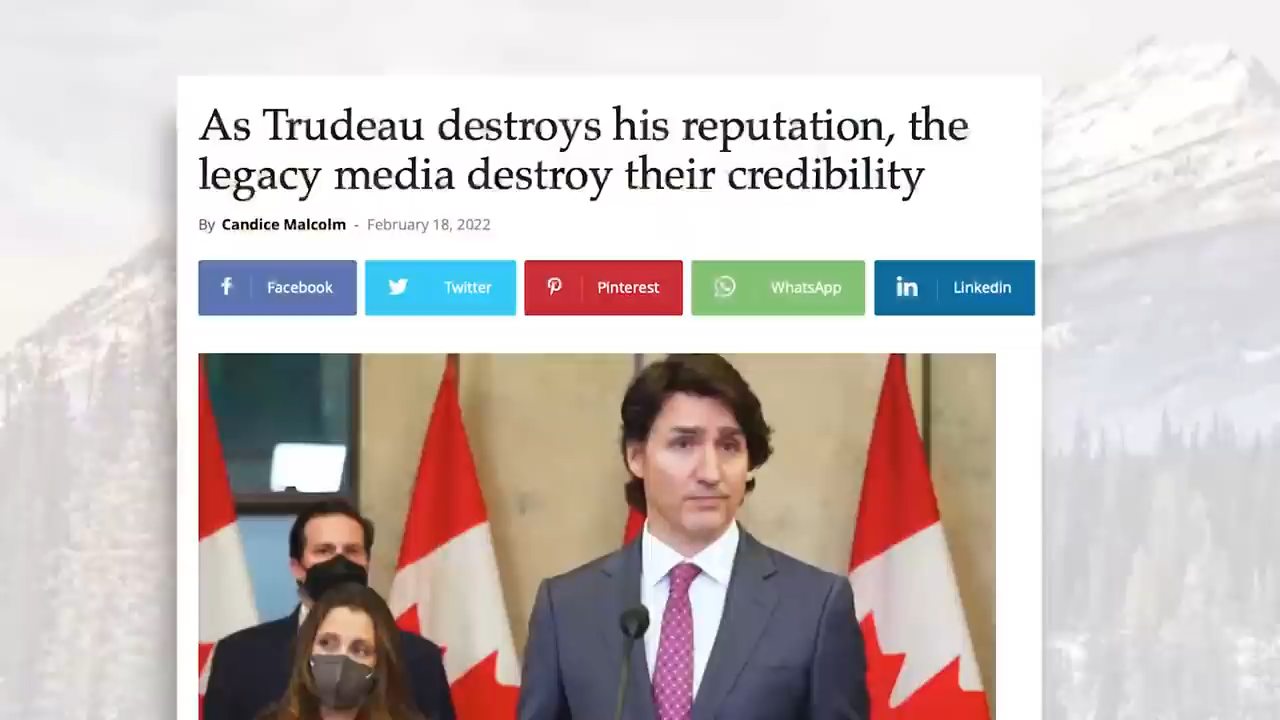 As Trudeau destroys his reputation, the
legacy media destroy their credibility
By Candice Malcolm - February 18, 2022
Facebook Twitter Pinterest WhatsApp Linkedin